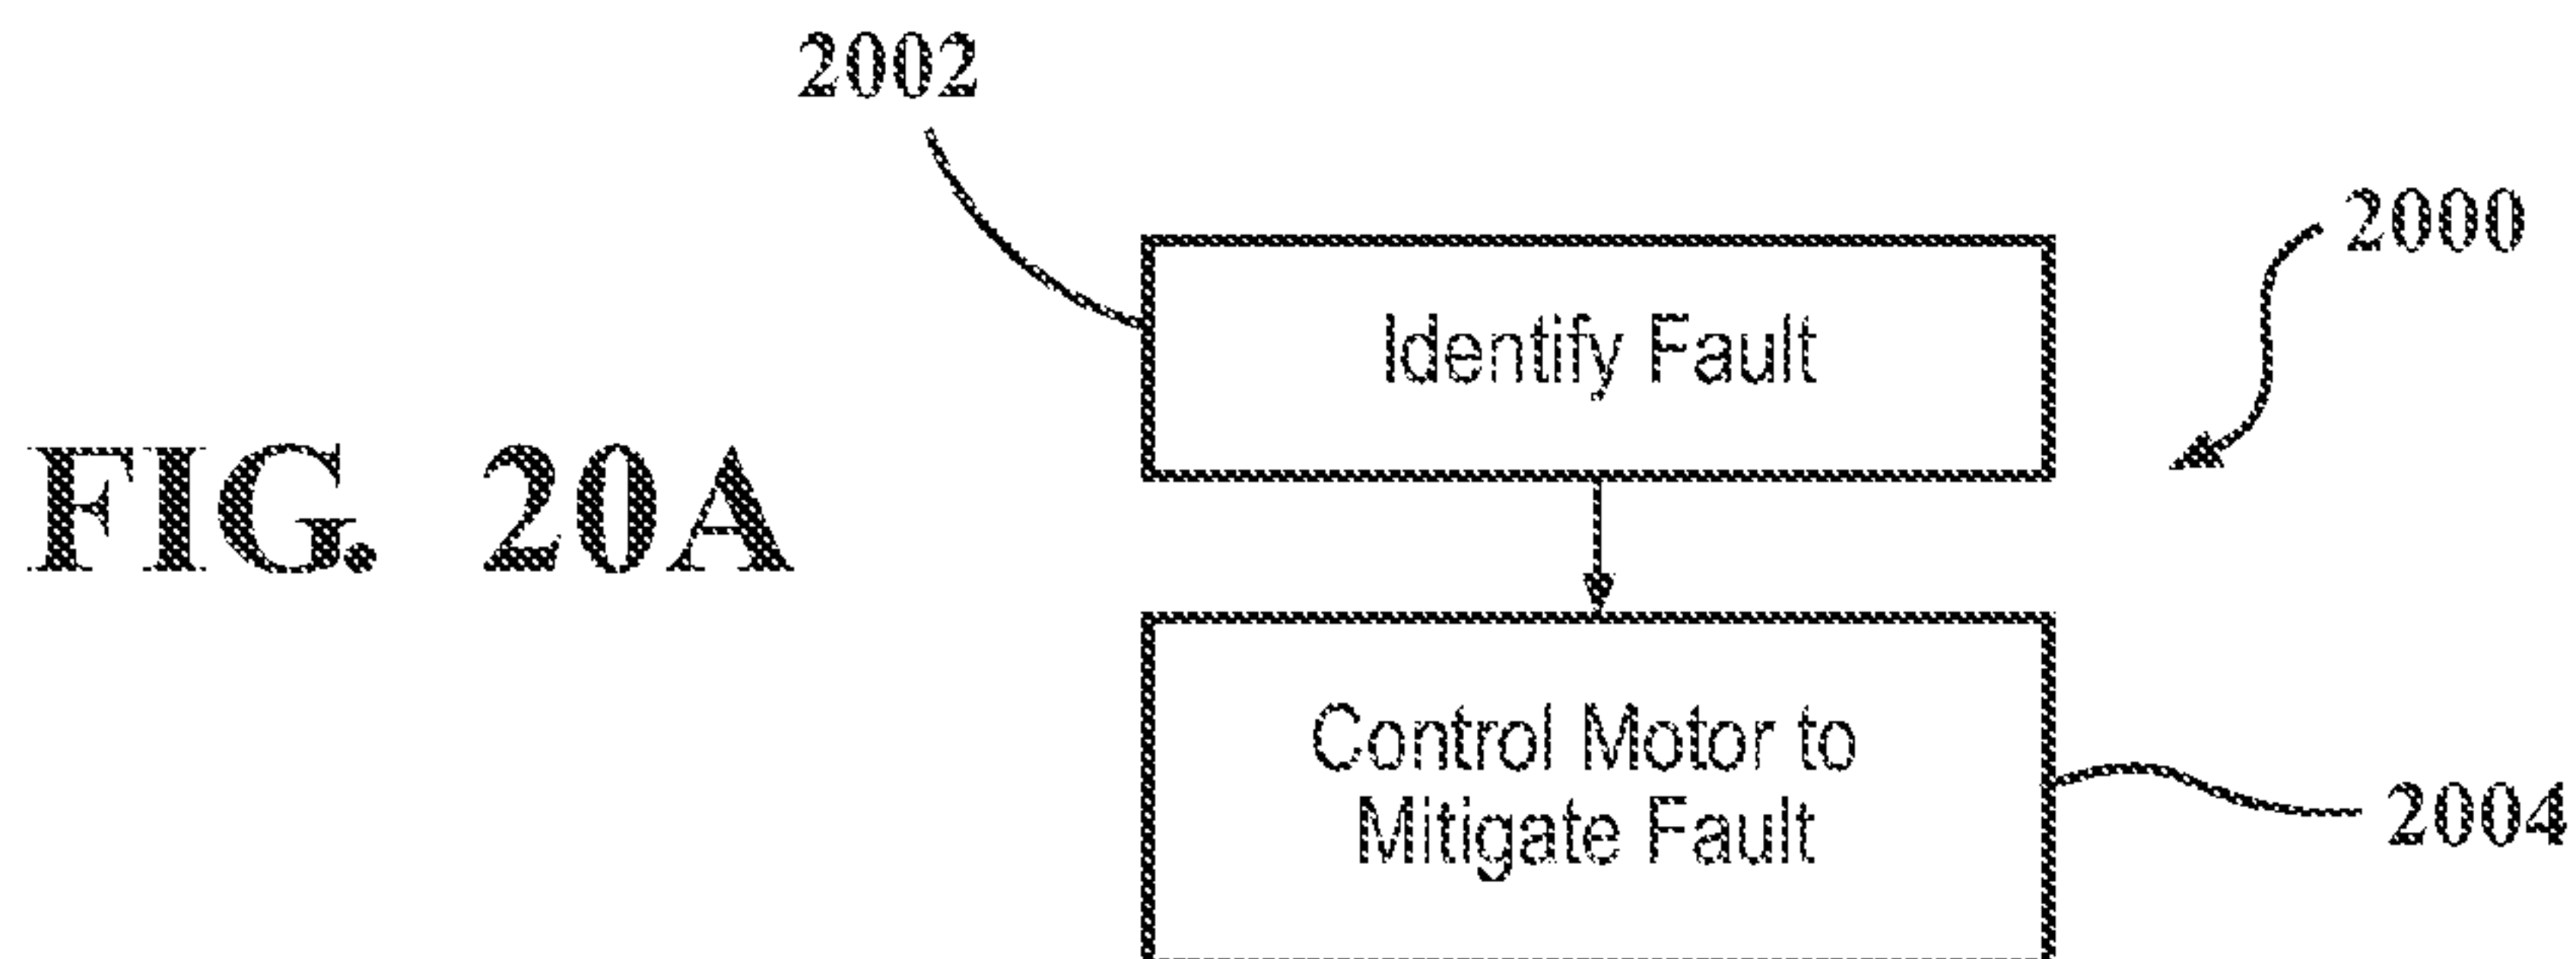 2002
2000
Identify Fault
FIG. 20A
Control Motor to
Mitigate Fault
2004